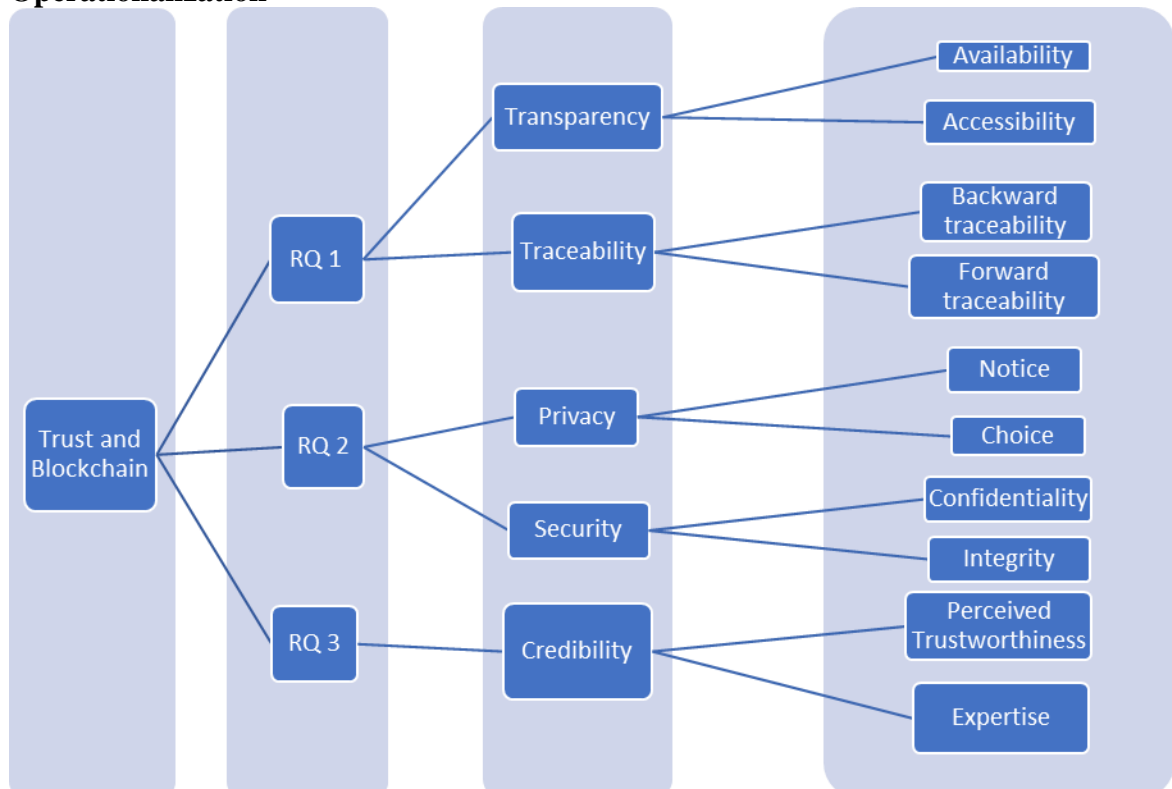 Operationalization
Availability
Transparency
Accessibility
Backward
traceability
RQ 1
Traceability
Forward
traceability
Notice
Privacy
Trust and
Blockchain
RQ 2
Choice
Confidentiality
Security
Integrity
Perceived
Trustworthiness
RQ 3
Credibility
Expertise